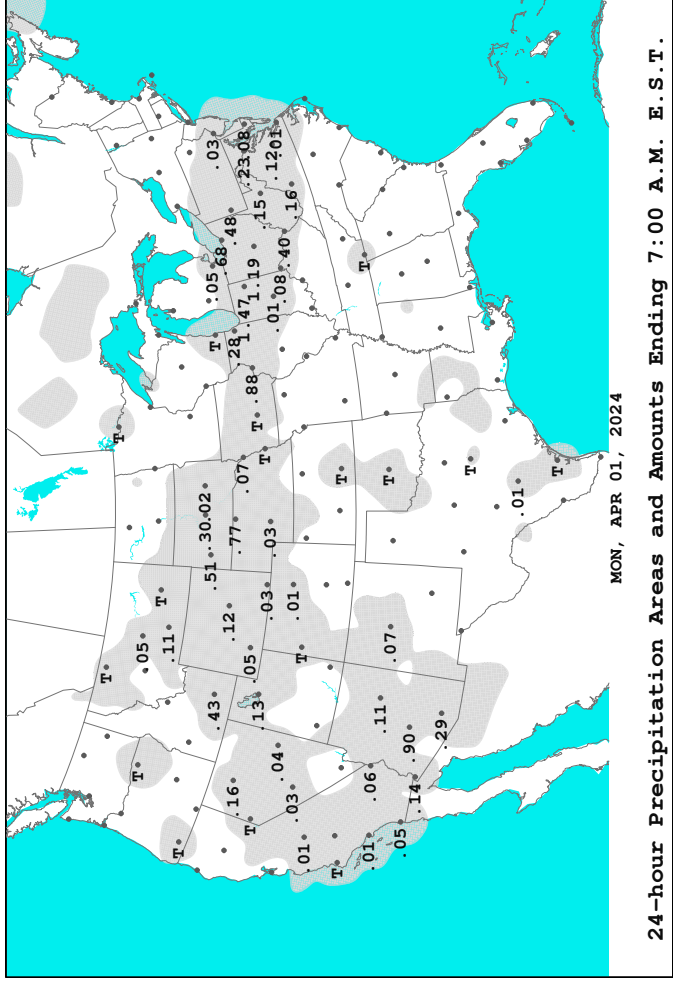 T
T
T
.05
T
.11
T
.51
.30
.02
.43
.05
.03
T
.68
.12
.48
.16
.77
.28
.07
1.47
.23
.08
T
.05
.88
1.19
T
.13
.15
T
.03
.03
.01
.12
.01
.04
.08
.40
.16
.03
.01
T
.01
T
T
T
.01
.06
.11
T
.07
.05
.90
.14
.29
T
.01
T
MON, APR 01, 2024
24-hour Precipitation Areas and Amounts Ending 7:00 A.M. E.S.T.